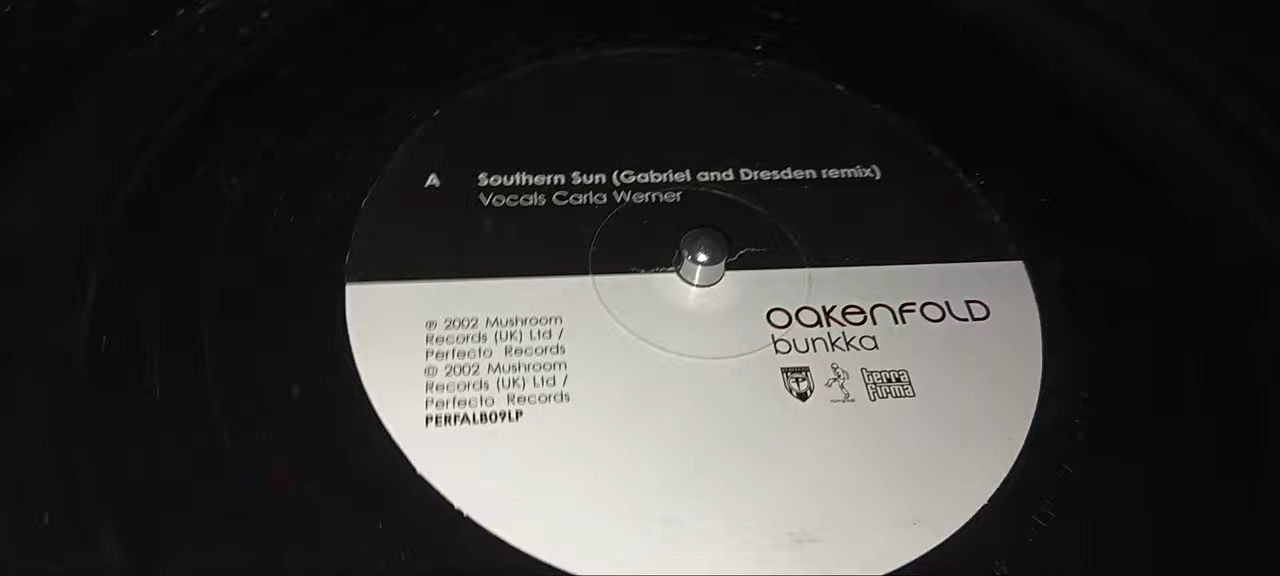 A Southern Sun (Gabriel and Dresden remix)
Vocals Carla Werner
℗ 2002 Mushroom
Records (UK) Ltd /
Perfecto Records
© 2002 Mushroom
Records (UK) Ltd /
Perfecto Records
PERFALB09LP
OAKENFOLD
bunkka
terra
firma